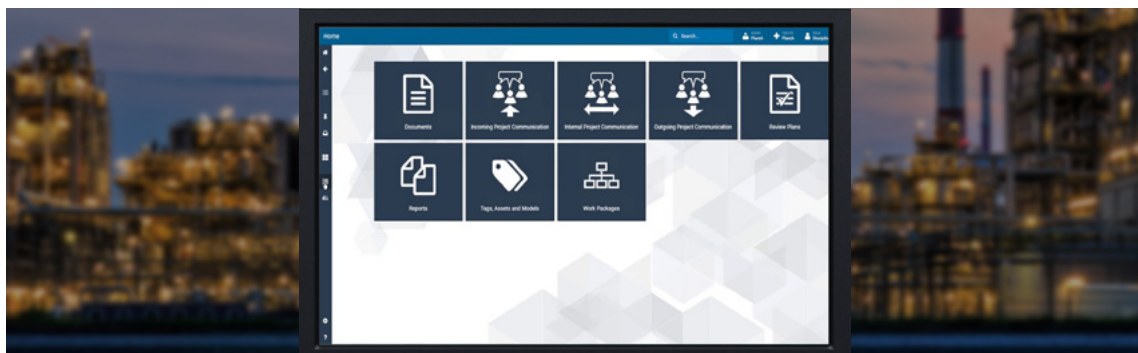 Home
Search...
Documents
Incoming Project Communication
Internal Project Communication
Outgoing Project Communication
Review Plans
Reports
Tags, Assets and Models
Work Packages
?